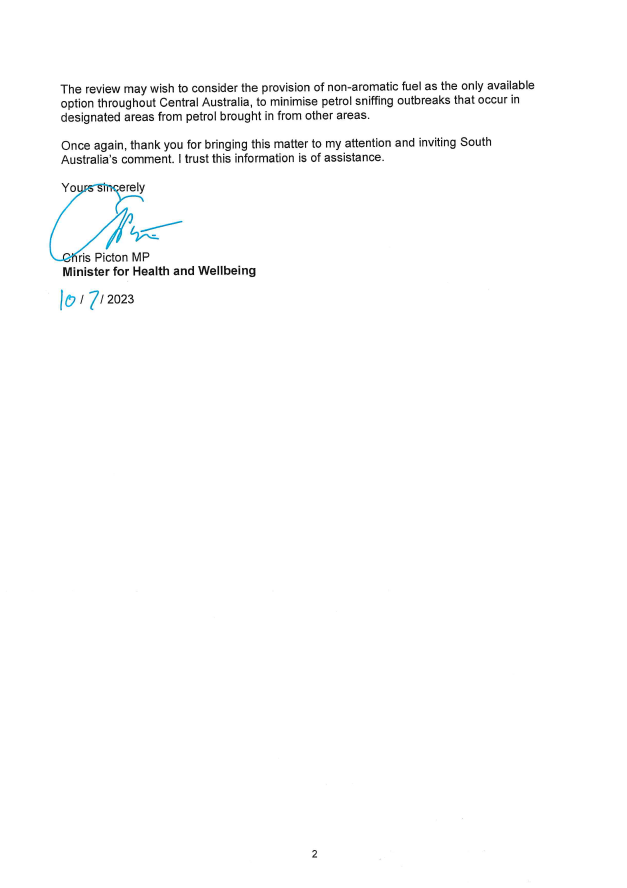 The review may wish to consider the provision of non-aromatic fuel as the only available
option throughout Central Australia, to minimise petrol sniffing outbreaks that occur in
designated areas from petrol brought in from other areas.
Once again, thank you for bringing this matter to my attention and inviting South
Australia's comment. I trust this information is of assistance.
Yours sincerely
Chris Picton MP
Minister for Health and Wellbeing
10 / 7 / 2023
2